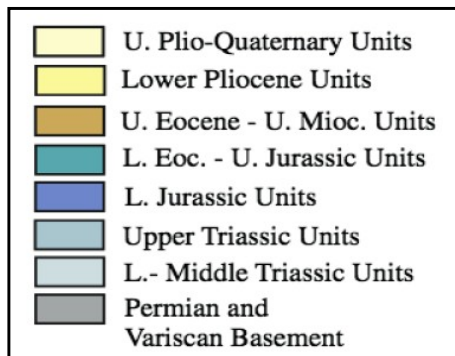 U. Plio-Quaternary Units
Lower Pliocene Units
U. Eocene - U. Mioc. Units
L. Eoc. - U. Jurassic Units
L. Jurassic Units
Upper Triassic Units
L.- Middle Triassic Units
Permian and
Variscan Basement